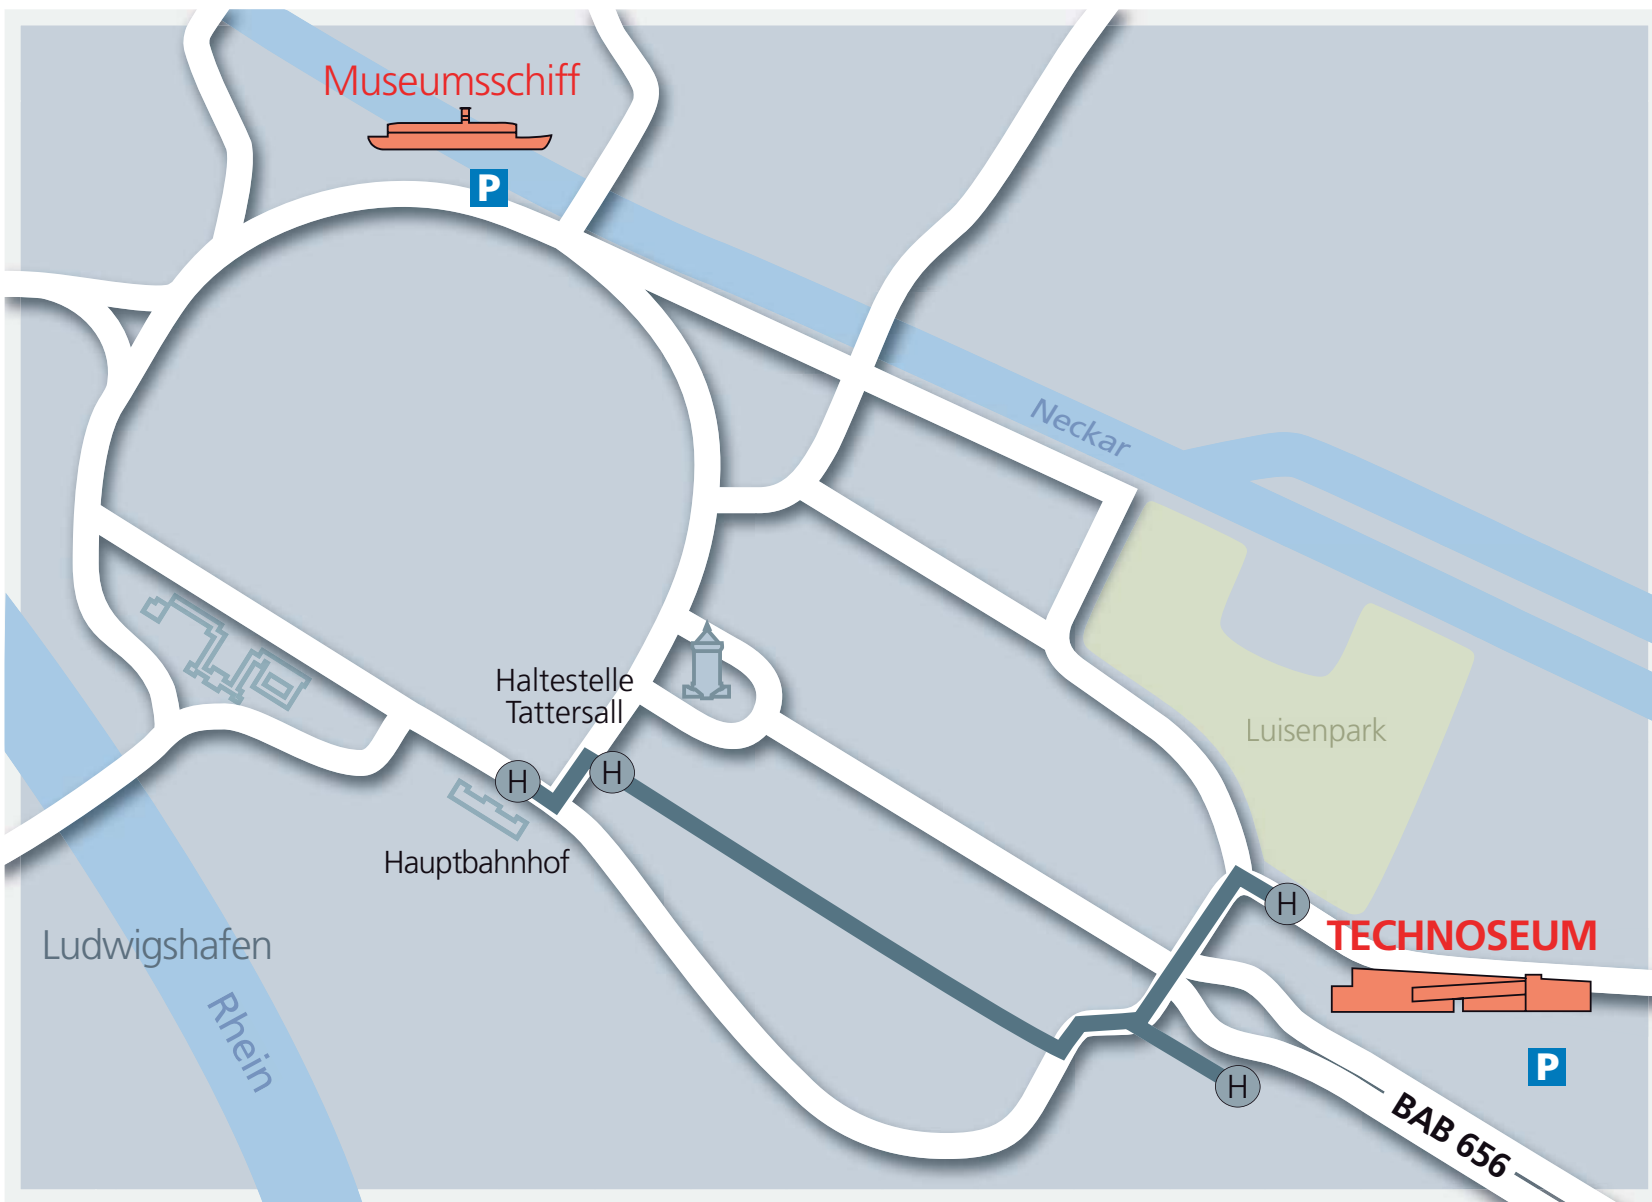 Museumsschiff
P
Neckar
Haltestelle
Tattersall
Luisenpark
H
H
Hauptbahnhof
H
TECHNOSEUM
Ludwigshafen
Rhein
P
H
BAB 656